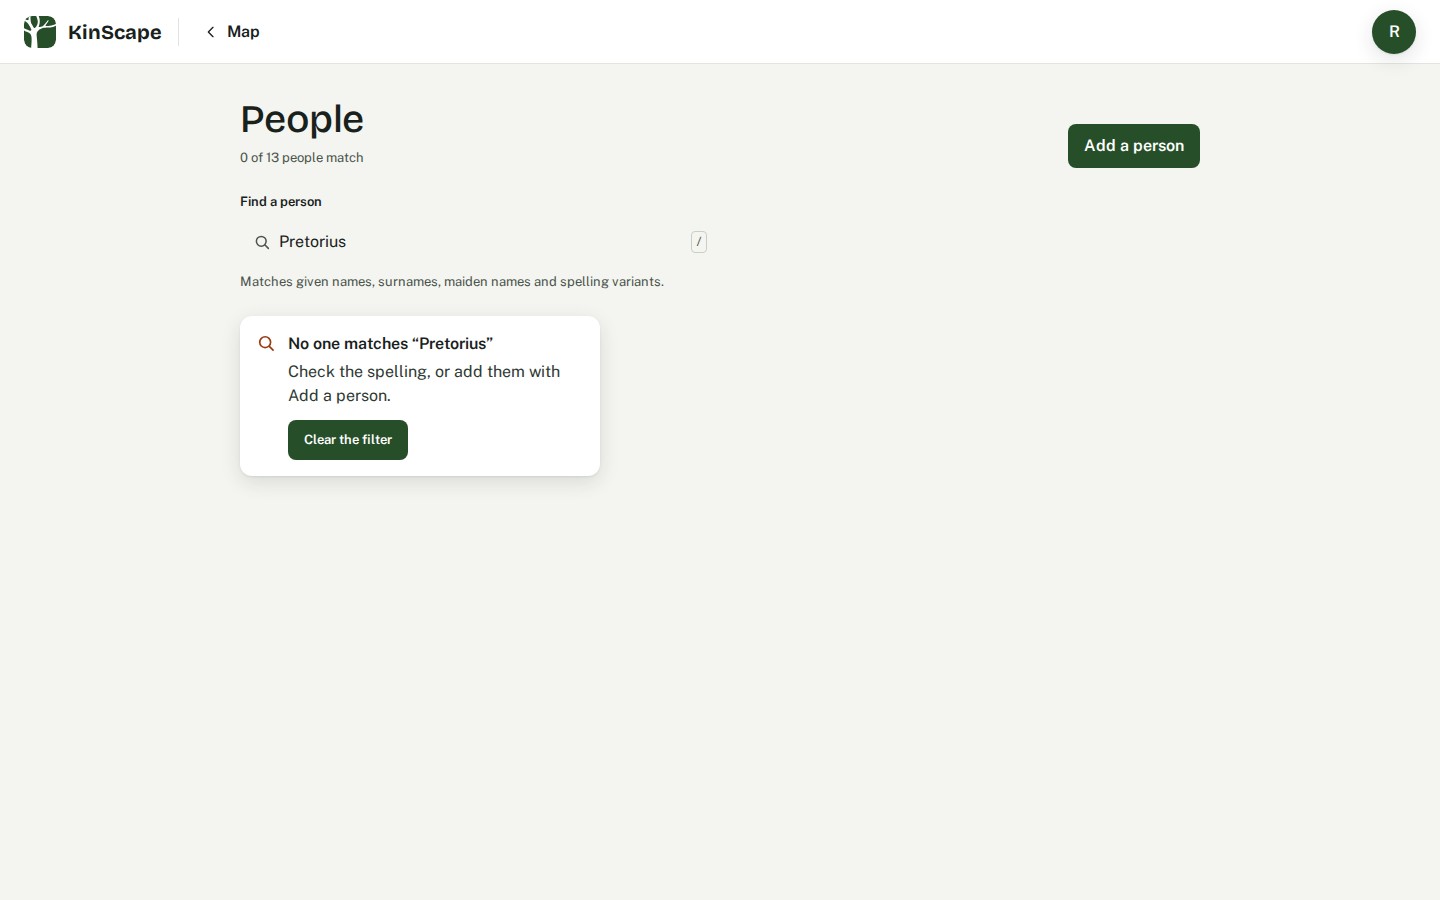 KinScape
Map
R
People
0 of 13 people match
Add a person
Find a person
Pretorius
/
Matches given names, surnames, maiden names and spelling variants.
No one matches “Pretorius”
Check the spelling, or add them with
Add a person.
Clear the filter